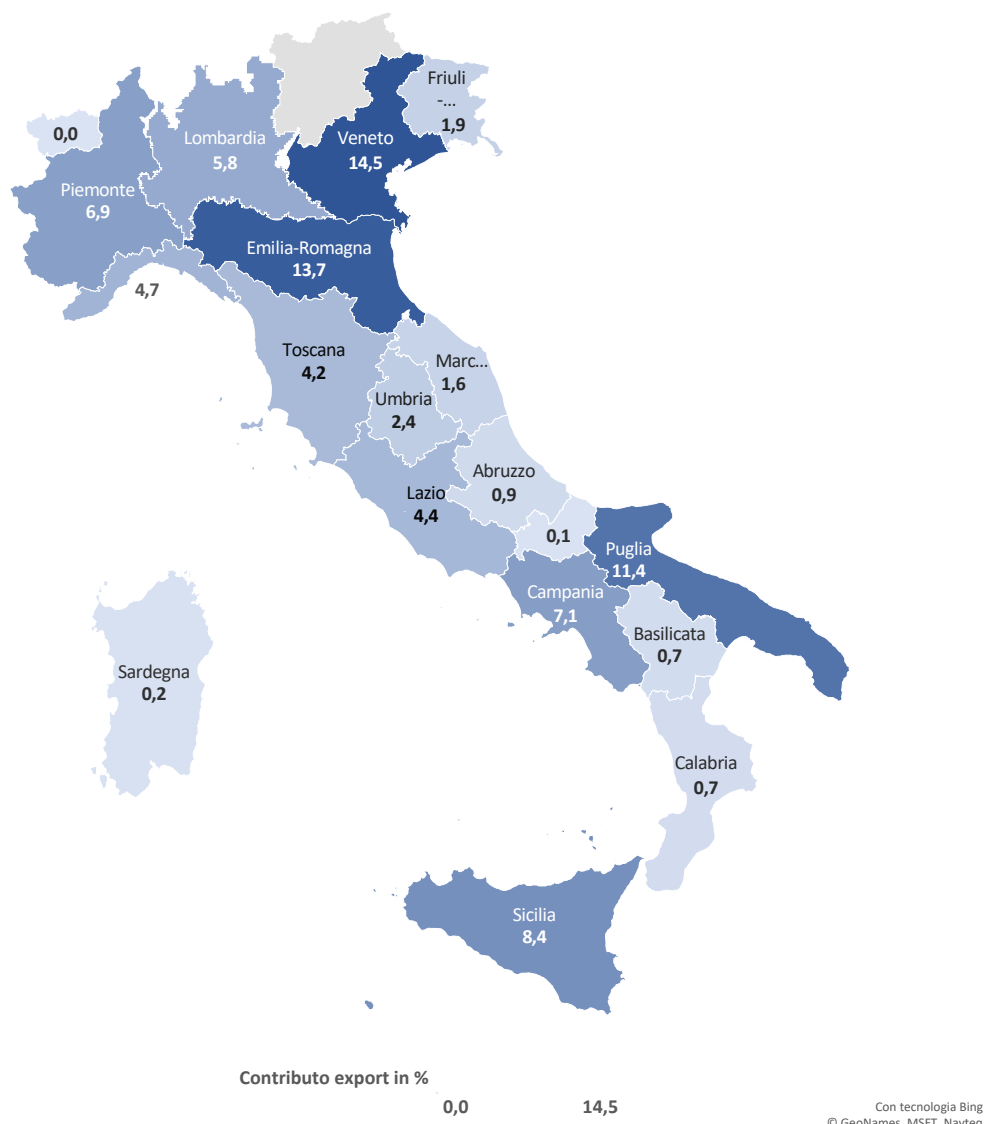 Friuli
-...
1,9
0,0
Lombardia
5,8
Veneto
14,5
Piemonte
6,9
Emilia-Romagna
13,7
4,7
Toscana
4,2
Marc...
1,6
Umbria
2,4
Abruzzo
0,9
Lazio
4,4
0,1
Puglia
11,4
Campania
7,1
Basilicata
0,7
Sardegna
0,2
Calabria
0,7
Sicilia
8,4
Contributo export in %
0,0 14,5
Con tecnologia Bing
© GeoNames, MSFT, Navteq